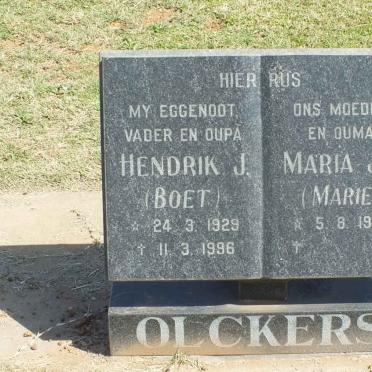 HIER RUS
MY EGGENOOT,
VADER EN OUPA
HENDRIK J.
(BOET)
☆ 24. 3. 1929
† 11. 3. 1996
ONS MOEDE
EN OUMA
MARIA J
(MARIE
☆ 5. 8. 19
†
OLCKERS